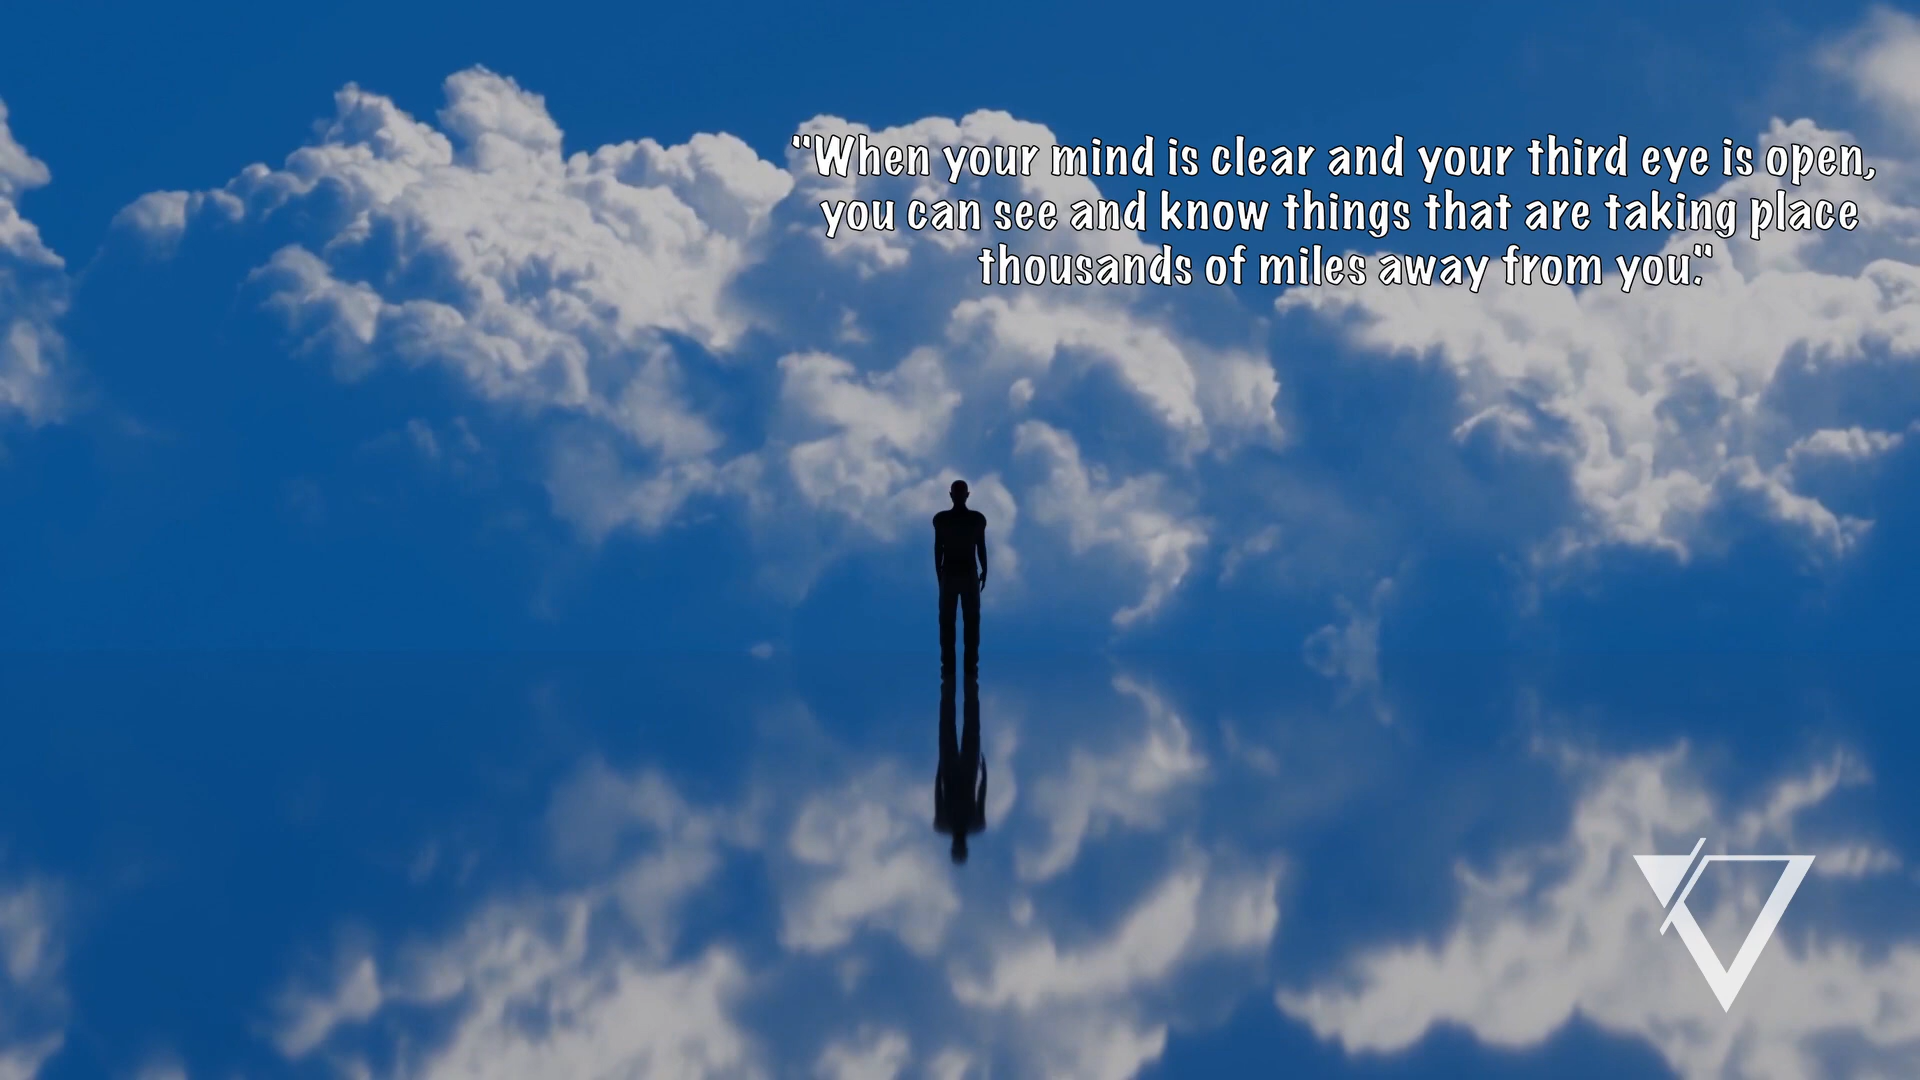 "When your mind is clear and your third eye is open,
you can see and know things that are taking place
thousands of miles away from you."